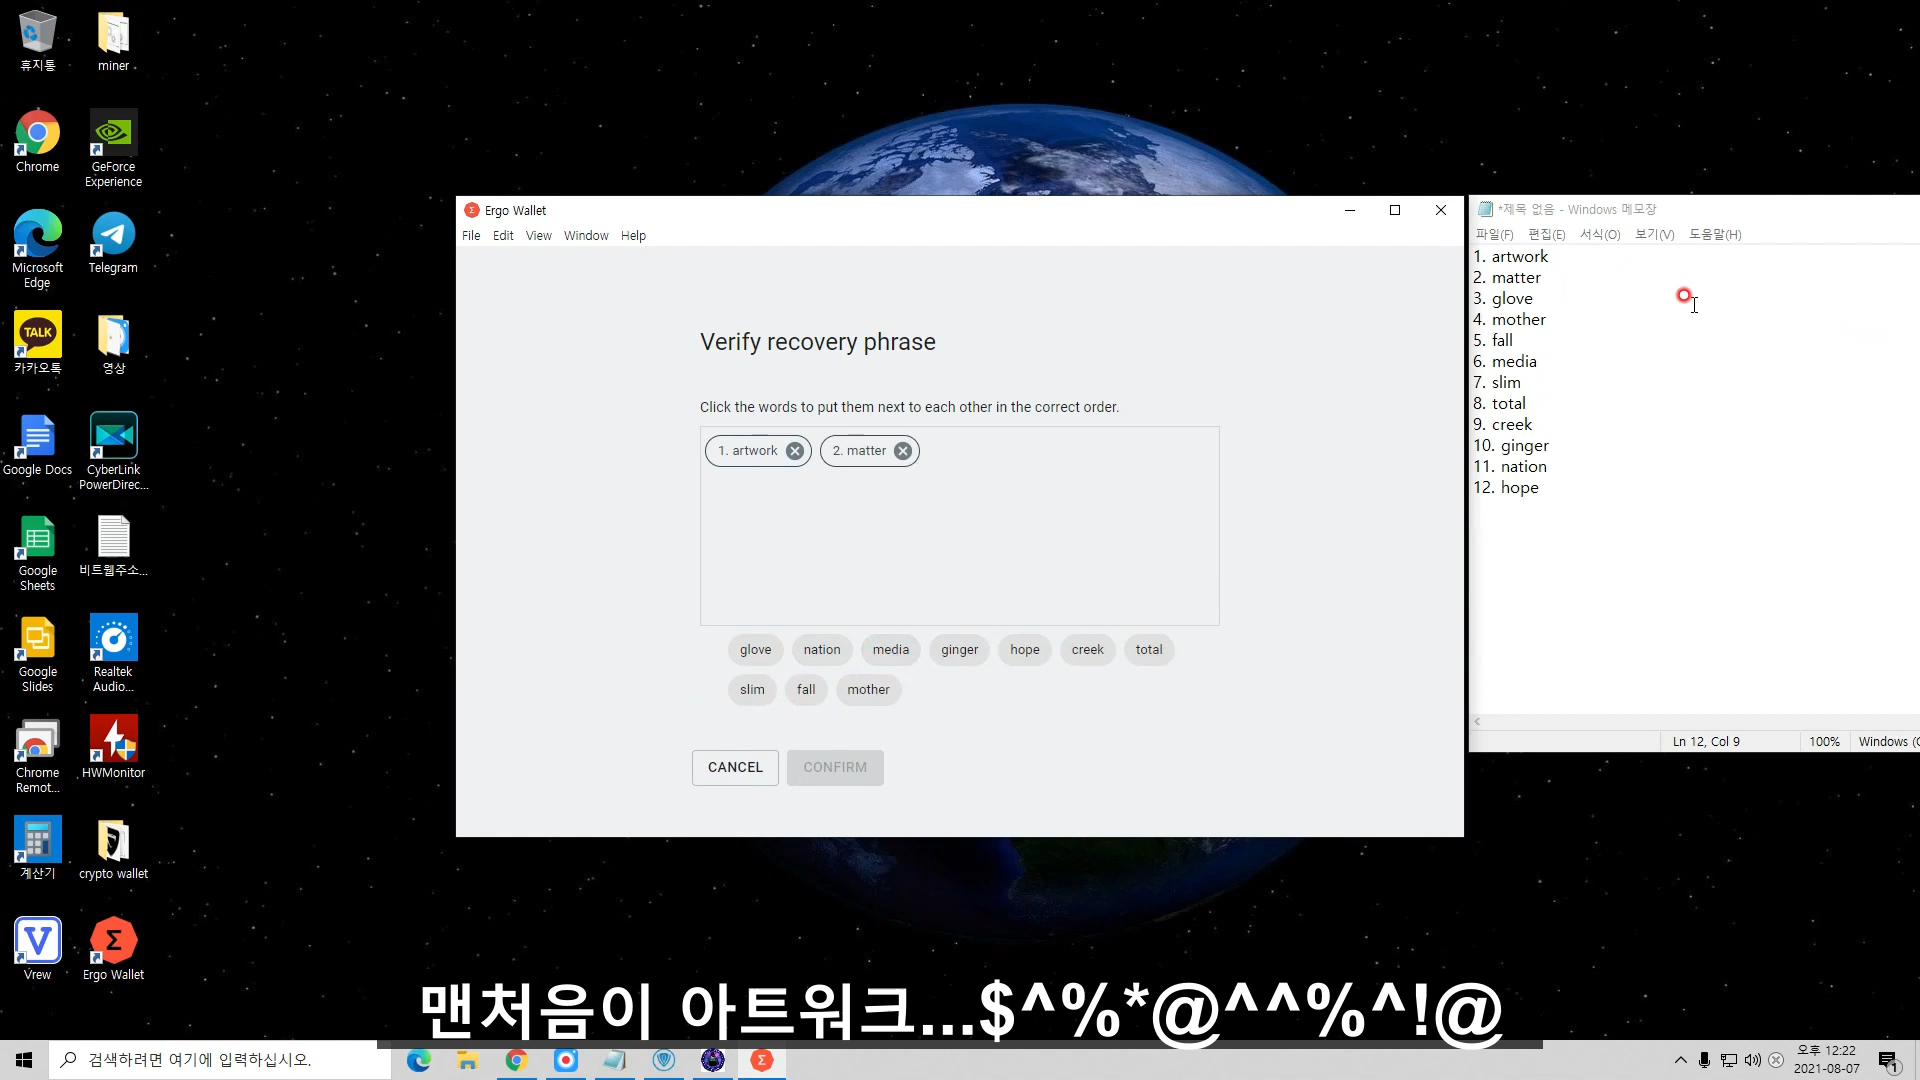 휴지통
miner
Chrome
GeForce
Experience
Microsoft
Edge
Telegram
TALK
카카오톡
영상
Google Docs
CyberLink
PowerDirec...
Google
Sheets
비트웹주소...
Google
Slides
Realtek
Audio...
Chrome
Remot...
HWMonitor
계산기
crypto wallet
Vrew
Ergo Wallet
Ergo Wallet
File Edit View Window Help
Verify recovery phrase
Click the words to put them next to each other in the correct order.
1. artwork 2. matter
glove nation media ginger hope creek total
slim fall mother
CANCEL CONFIRM
*제목 없음 - Windows 메모장
파일(F) 편집(E) 서식(O) 보기(V) 도움말(H)
1. artwork
2. matter
3. glove
4. mother
5. fall
6. media
7. slim
8. total
9. creek
10. ginger
11. nation
12. hope
Ln 12, Col 9 100% Windows (
맨처음이 아트워크...$^%*@^^%^!@
검색하려면 여기에 입력하십시오.
오후 12:22
2021-08-07
1